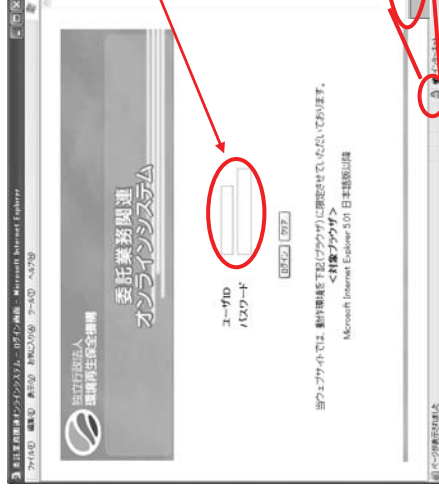 委託業務関連オンラインシステム - ログイン画面 - Microsoft Internet Explorer
ファイル(F) 編集(E) 表示(V) お気に入り(A) ツール(T) ヘルプ(H)
独立行政法人
環境再生保全機構
委託業務関連
オンラインシステム
ユーザID
パスワード
ログイン クリア
当ウェブサイトでは、動作環境を下記(ブラウザ)に限定させていただいております。
<対象ブラウザ>
Microsoft Internet Explorer 5.01 日本語版以降
ページが表示されました
インターネット